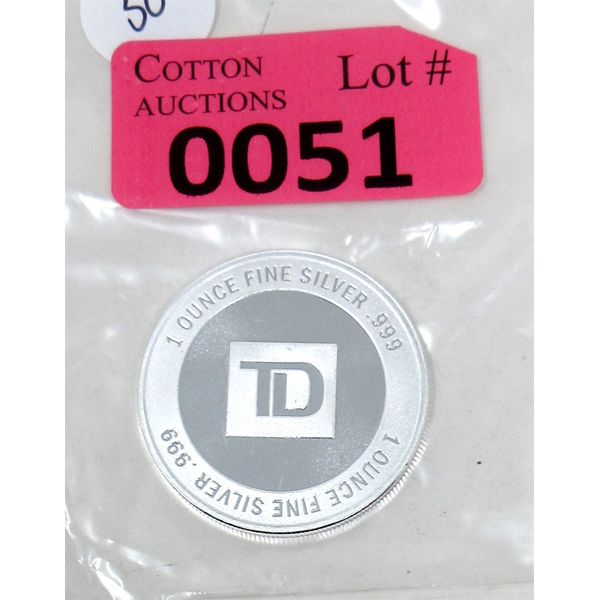 50
COTTON
AUCTIONS
Lot #
0051
1 OUNCE FINE SILVER .999
TD
1 OUNCE FINE SILVER .999